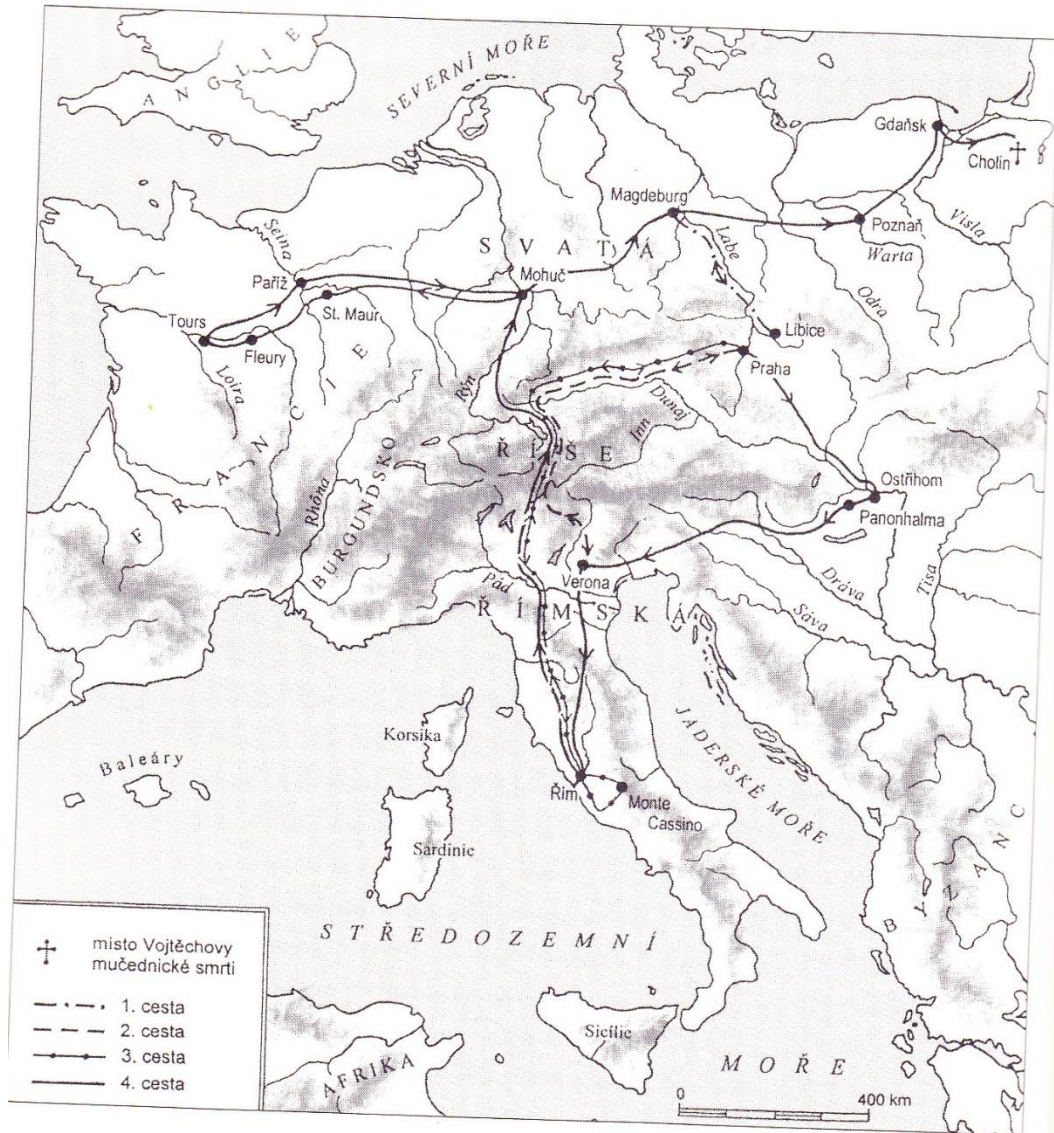 ANGLIE
SEVERNÍ MOŘE
Gdaňsk
Cholin
Magdeburg
Poznaň
Visla
Warta
Seina
SVATÁ
Labe
Mohuč
Odra
Paříž
St. Maur
Tours
Fleury
Libice
Praha
Loira
FRANCIE
Rýn
Dunaj
Inn
ŘÍŠE
Ostřihom
Panonhalma
Rhôna
BURGUNDSKO
Verona
Dráva
Tisa
Pád
Sáva
ŘÍMSKÁ
JADERSKÉ MOŘE
Korsika
Baleáry
Řím
Monte
Cassino
Sardinie
BYZANC
STŘEDOZEMNÍ
MOŘE
Sicílie
AFRIKA
místo Vojtěchovy
mučednické smrti
1. cesta
2. cesta
3. cesta
4. cesta
0 400 km